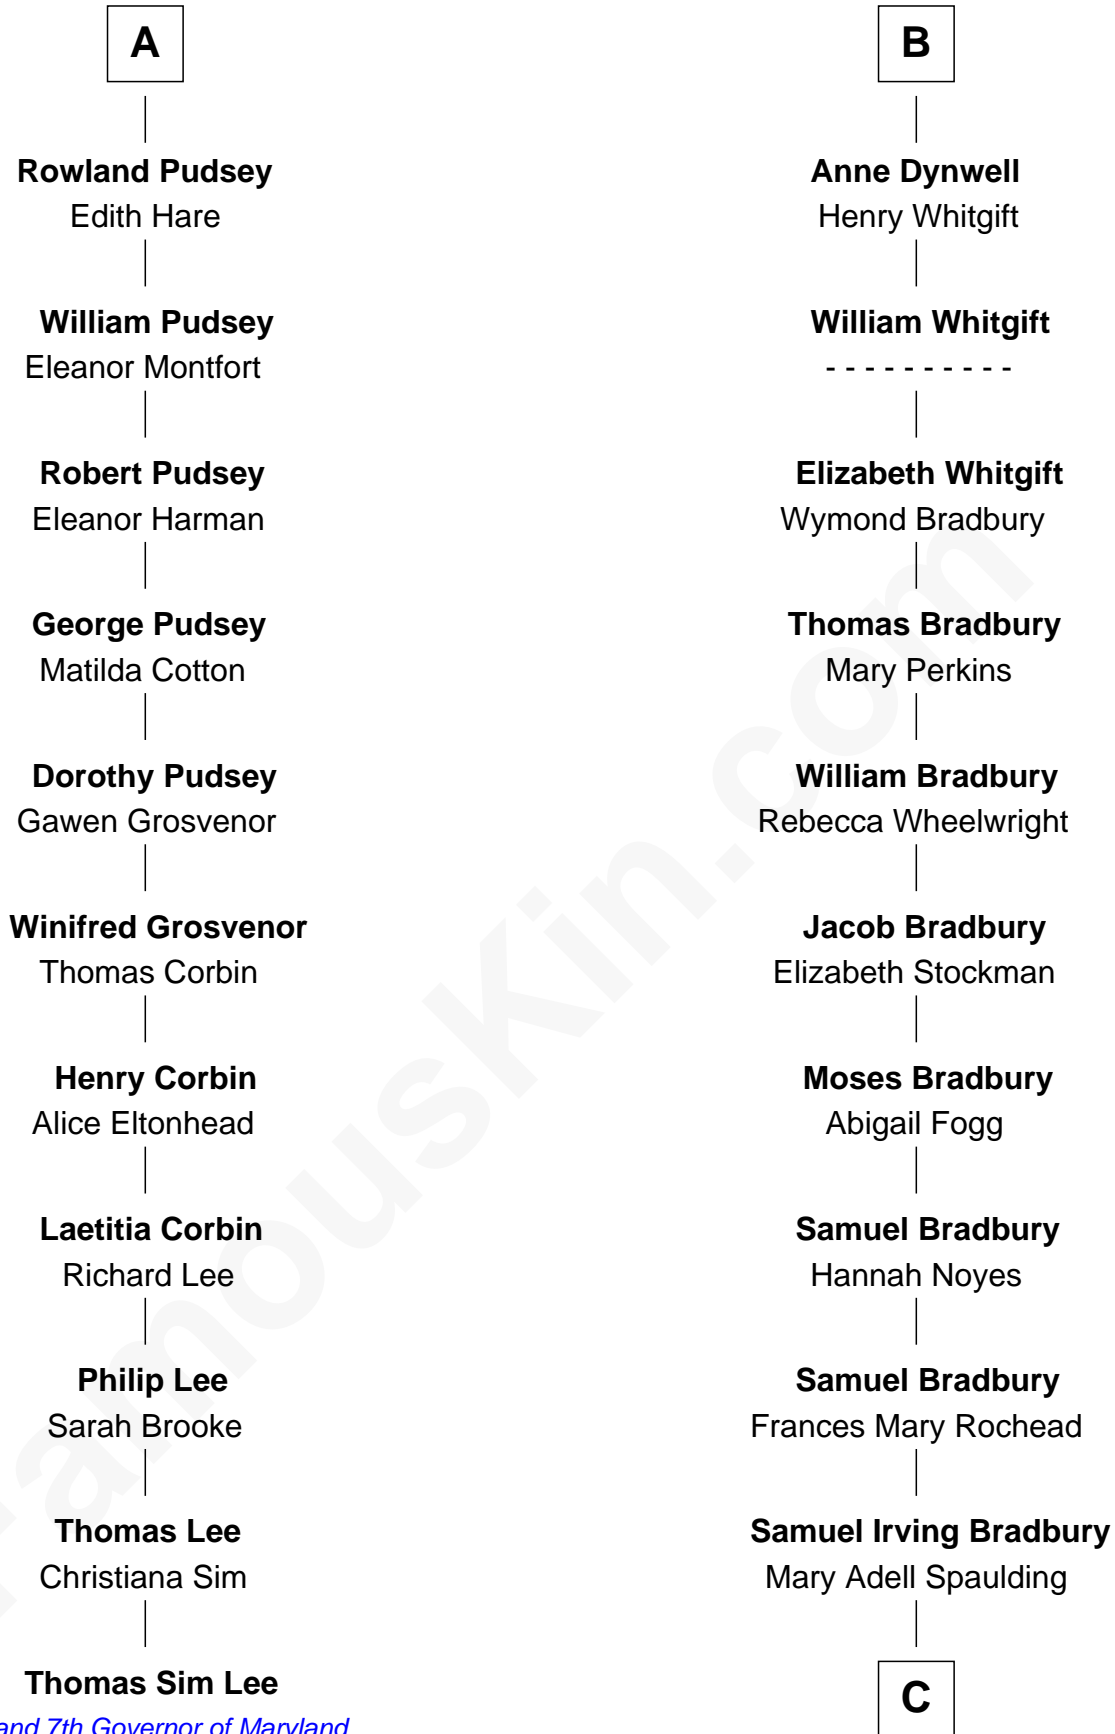 A
Rowland Pudsey
Edith Hare
William Pudsey
Eleanor Montfort
Robert Pudsey
Eleanor Harman
George Pudsey
Matilda Cotton
Dorothy Pudsey
Gawen Grosvenor
Winifred Grosvenor
Thomas Corbin
Henry Corbin
Alice Eltonhead
Laetitia Corbin
Richard Lee
Philip Lee
Sarah Brooke
Thomas Lee
Christiana Sim
Thomas Sim Lee
and 7th Governor of Maryland
B
Anne Dynwell
Henry Whitgift
William Whitgift
- - - - - - - - - -
Elizabeth Whitgift
Wymond Bradbury
Thomas Bradbury
Mary Perkins
William Bradbury
Rebecca Wheelwright
Jacob Bradbury
Elizabeth Stockman
Moses Bradbury
Abigail Fogg
Samuel Bradbury
Hannah Noyes
Samuel Bradbury
Frances Mary Rochead
Samuel Irving Bradbury
Mary Adell Spaulding
C
FamousKin.com